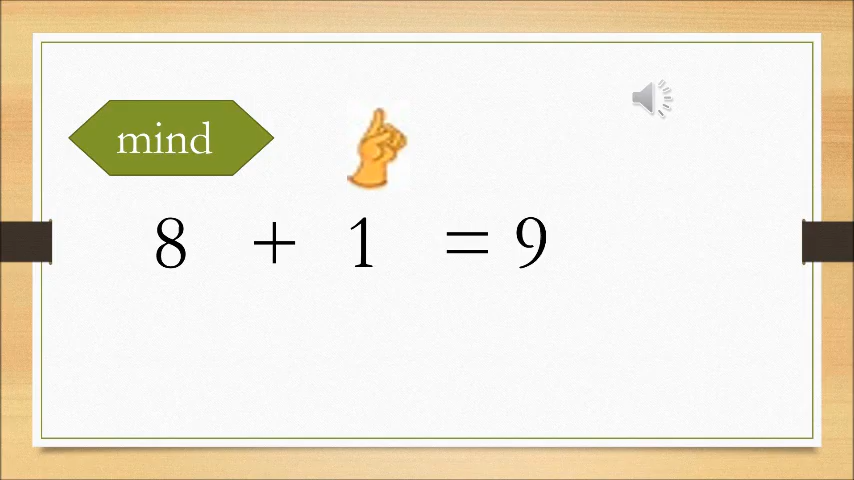 mind
8 + 1 = 9